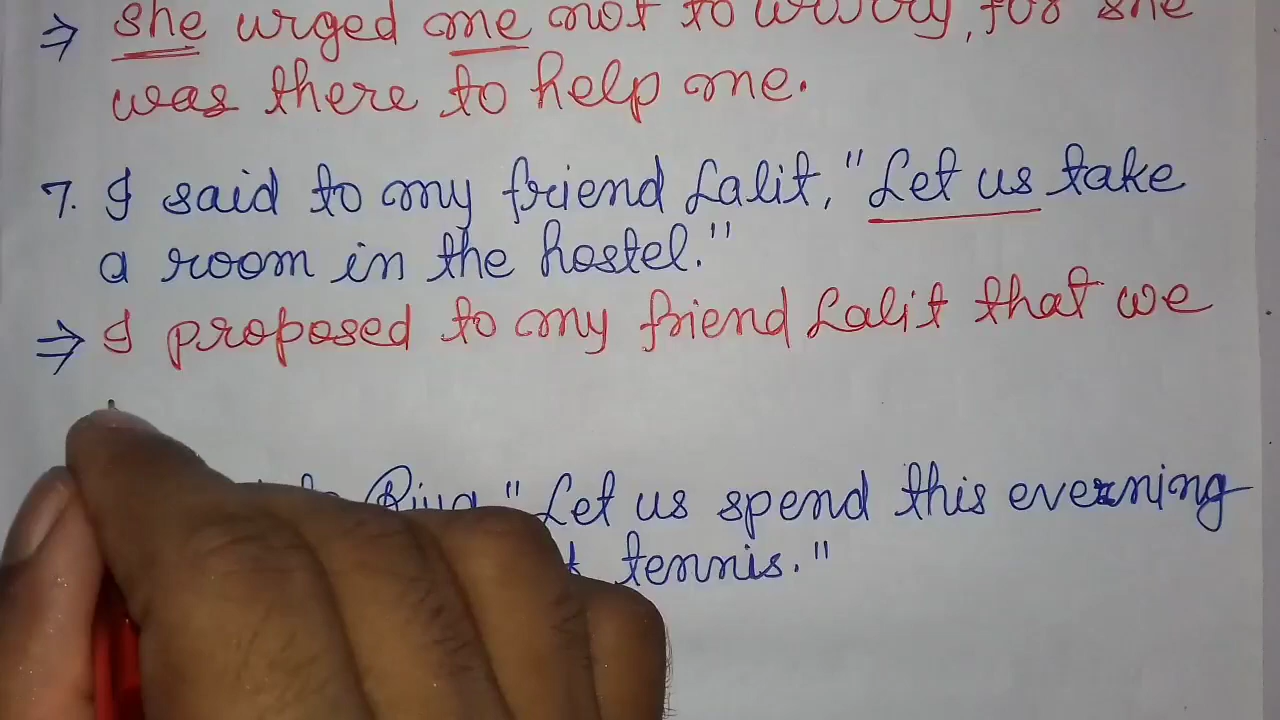 ⇒ she urged me not to worry, for she
was there to help me.
7. I said to my friend Lalit, "Let us take
a room in the hostel."
⇒ I proposed to my friend Lalit that we
"Let us spend this evening
tennis."